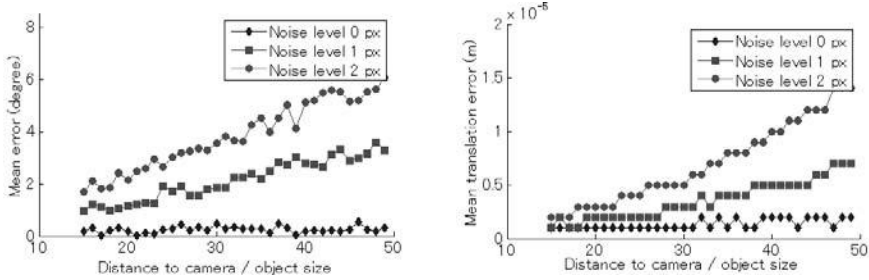 8
6
4
2
0
Mean error (degree)
Noise level 0 px
Noise level 1 px
Noise level 2 px
10
20
30
40
50
Distance to camera / object size
× 10⁻⁵
2
1.5
1
0.5
0
Mean translation error (m)
Noise level 0 px
Noise level 1 px
Noise level 2 px
10
20
30
40
50
Distance to camera / object size